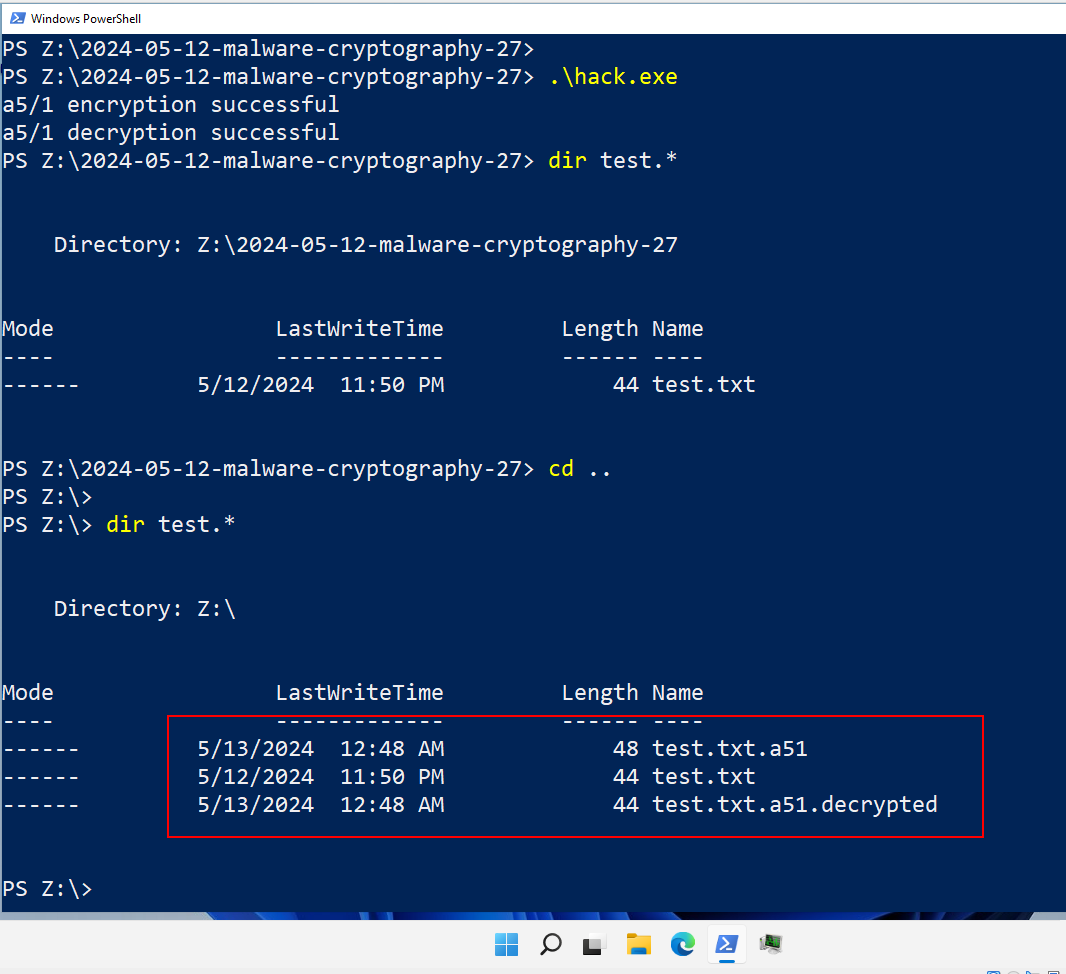 Windows PowerShell
PS Z:\2024-05-12-malware-cryptography-27>
PS Z:\2024-05-12-malware-cryptography-27> .\hack.exe
a5/1 encryption successful
a5/1 decryption successful
PS Z:\2024-05-12-malware-cryptography-27> dir test.*
Directory: Z:\2024-05-12-malware-cryptography-27
Mode LastWriteTime Length Name
---- ------------- ------ ----
------ 5/12/2024 11:50 PM 44 test.txt
PS Z:\2024-05-12-malware-cryptography-27> cd ..
PS Z:\>
PS Z:\> dir test.*
Directory: Z:\
Mode LastWriteTime Length Name
---- ------------- ------ ----
------ 5/13/2024 12:48 AM 48 test.txt.a51
------ 5/12/2024 11:50 PM 44 test.txt
------ 5/13/2024 12:48 AM 44 test.txt.a51.decrypted
PS Z:\>